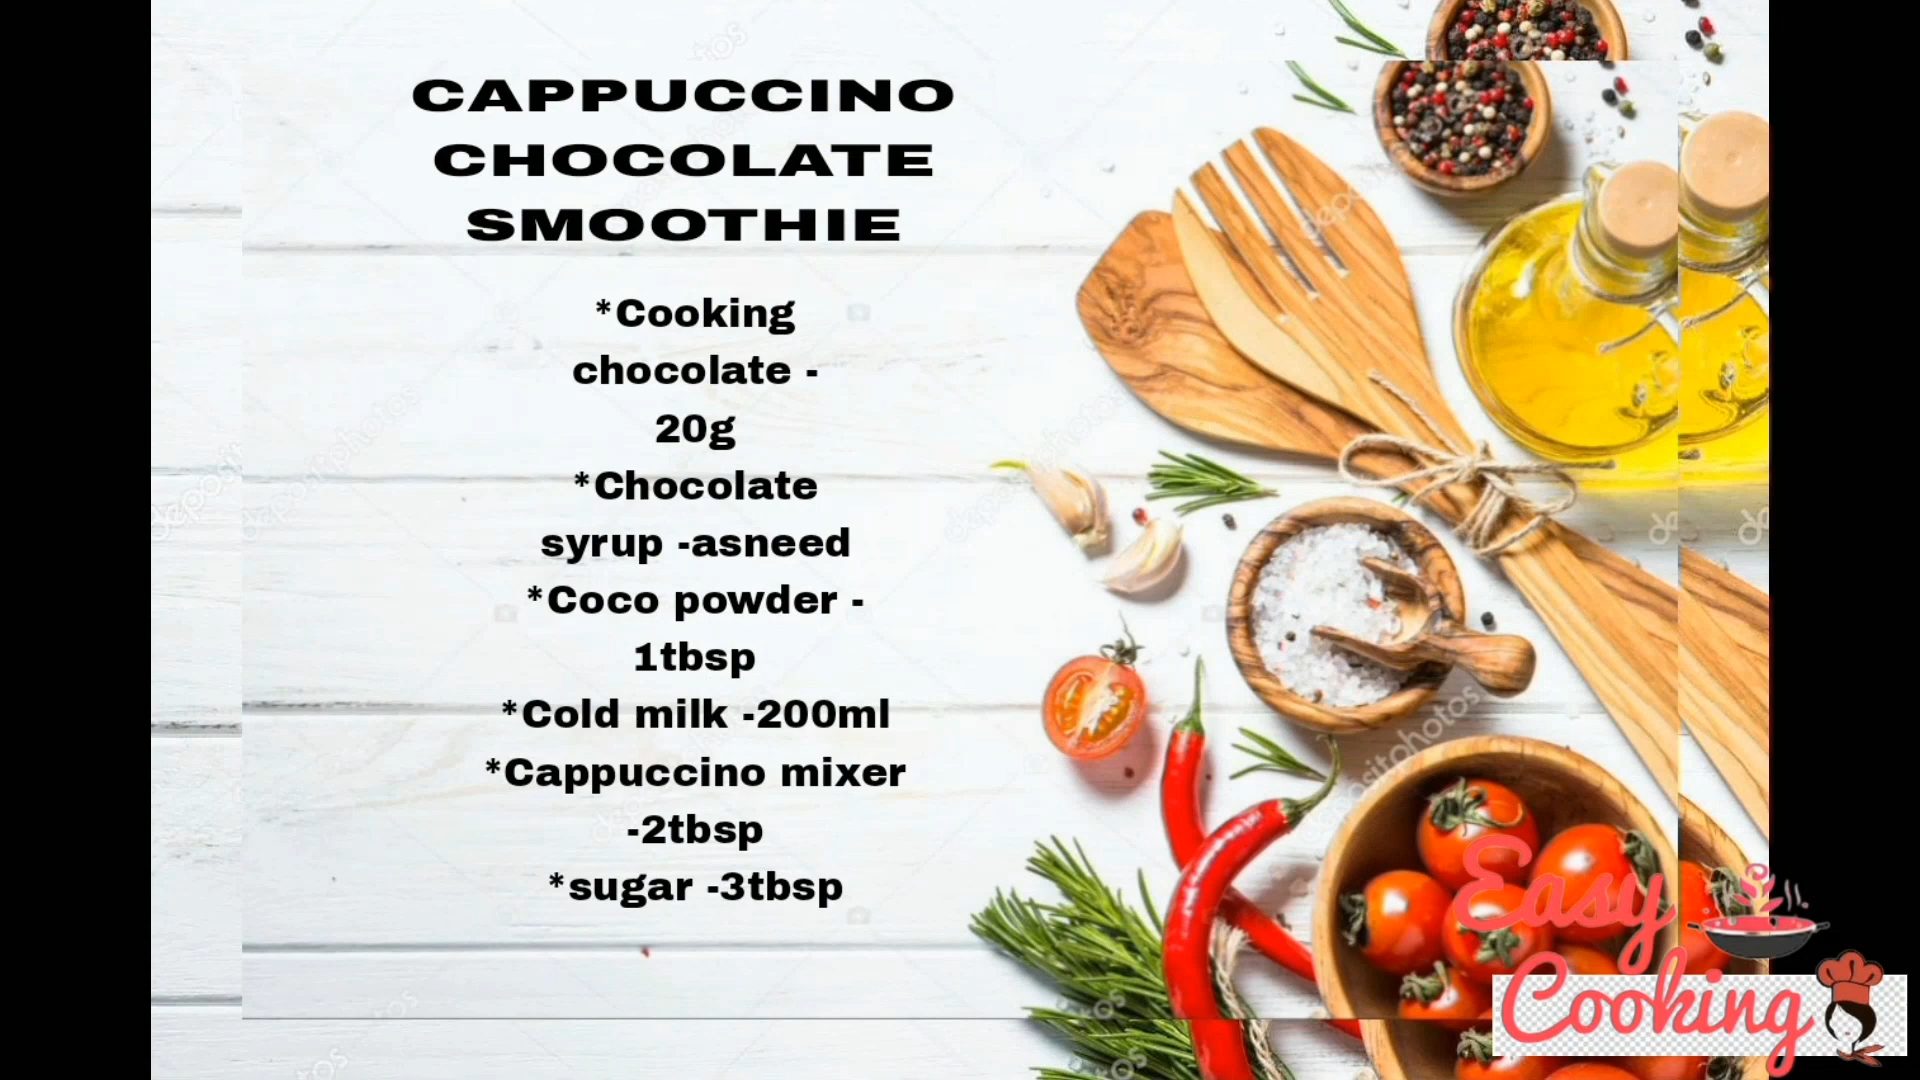 CAPPUCCINO
CHOCOLATE
SMOOTHIE
*Cooking
chocolate -
20g
*Chocolate
syrup -asneed
*Coco powder -
1tbsp
*Cold milk -200ml
*Cappuccino mixer
-2tbsp
*sugar -3tbsp
Easy
Cooking
depositphotos